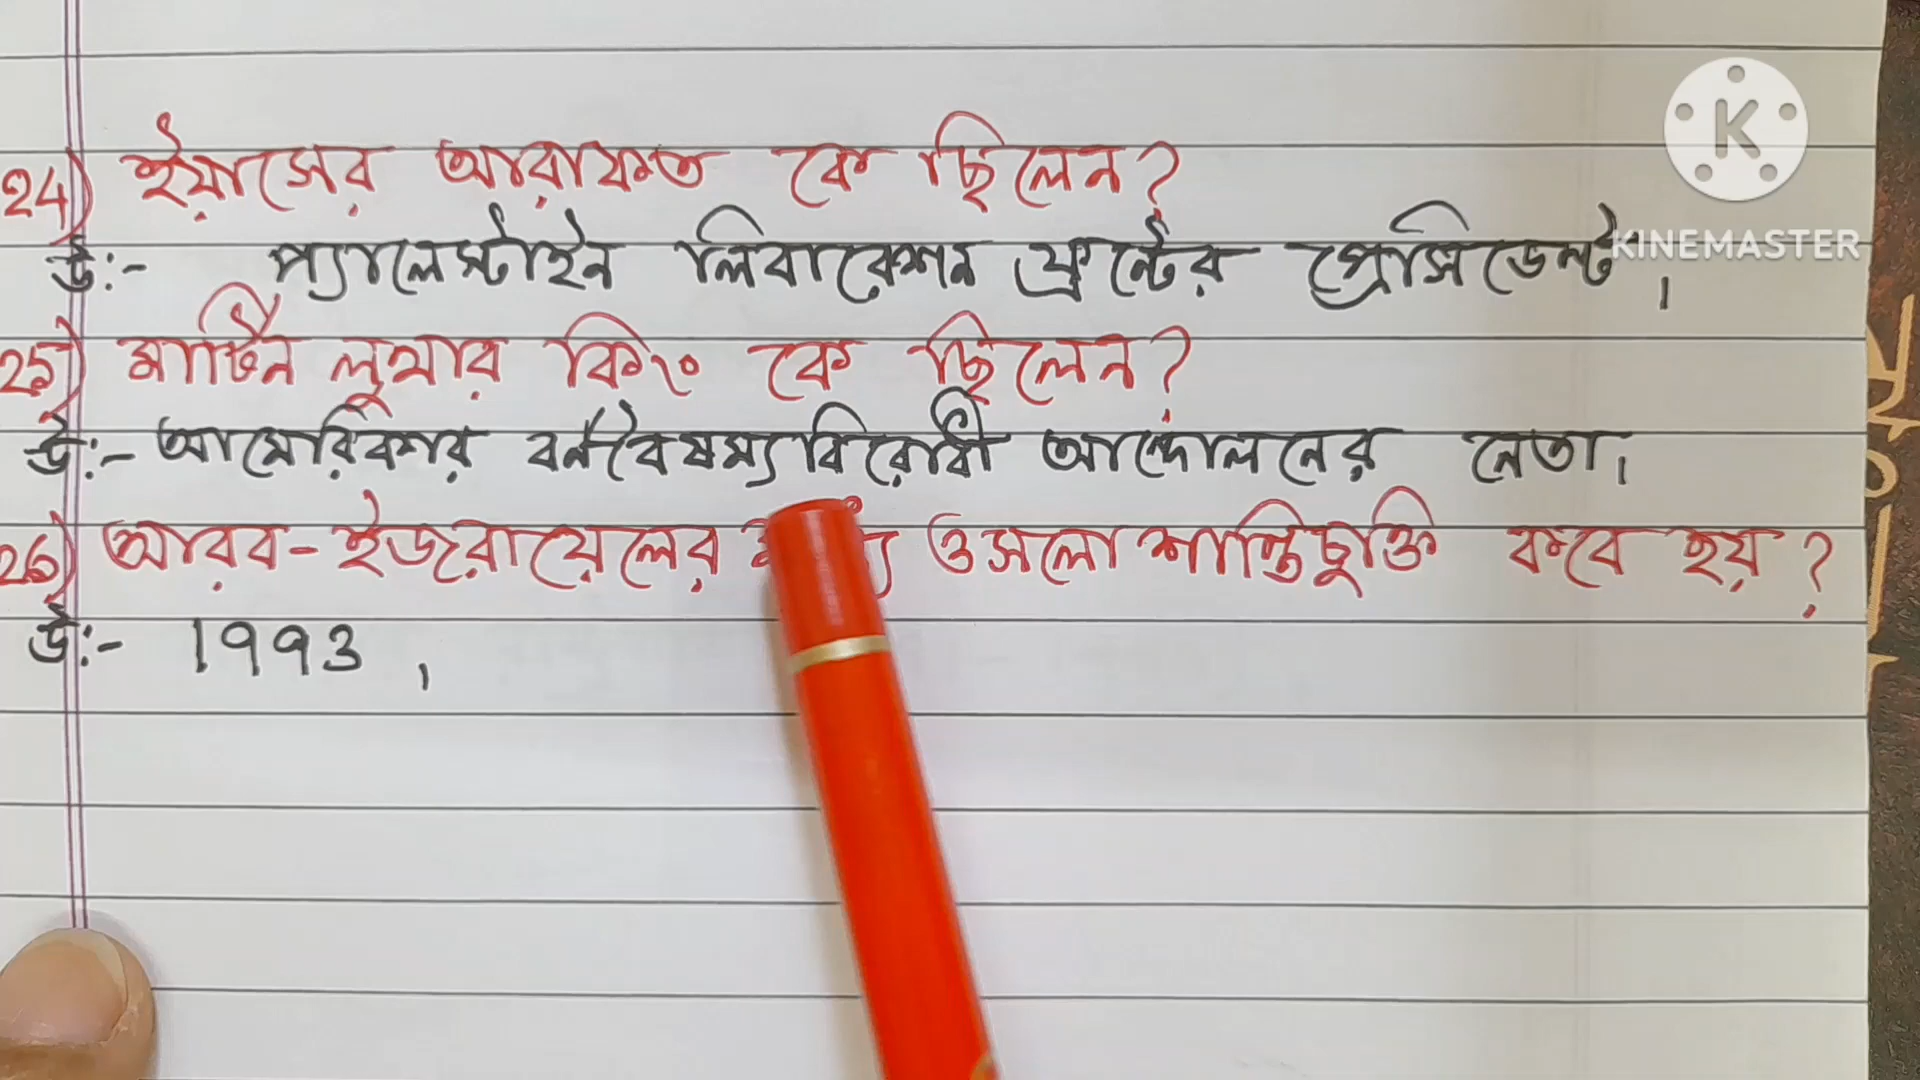 24) ইয়াসের আরাফত কে ছিলেন?
উঃ- প্যালেস্টাইন লিবারেশন ফ্রন্টের প্রেসিডেন্ট।
25) মার্টিন লুথার কিং কে ছিলেন?
উঃ- আমেরিকার বর্নবৈষম্যবিরোধী আন্দোলনের নেতা।
26) আরব-ইজরায়েলের ওসলো শান্তিচুক্তি কবে হয়?
উঃ- 1993।
KINEMASTER